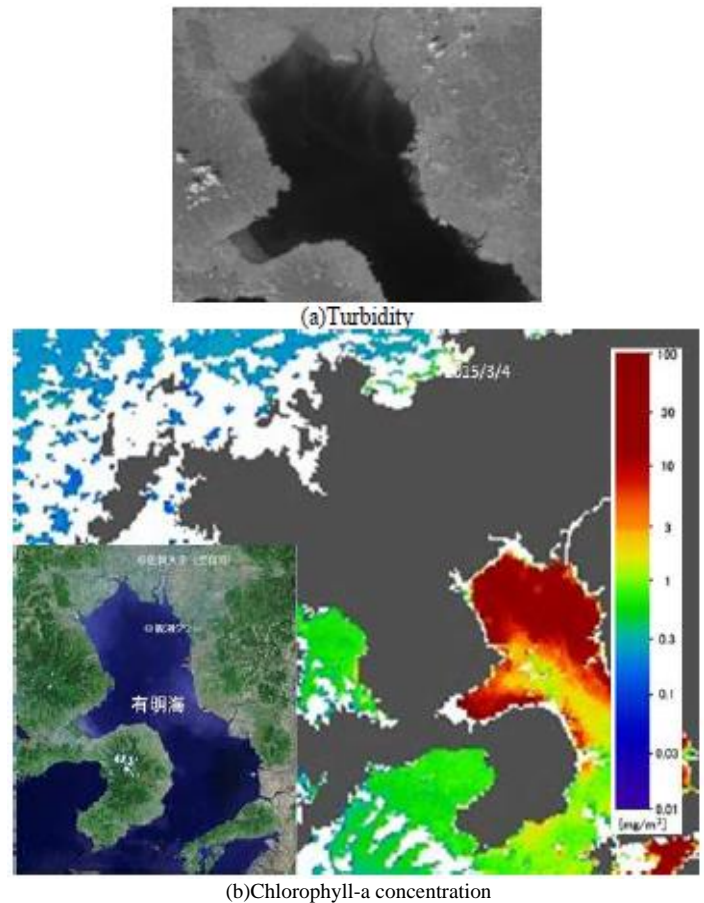 (a)Turbidity
2015/3/4
100
30
10
3
1
0.3
0.1
0.03
0.01
[mg/m³]
有明海
(b)Chlorophyll-a concentration